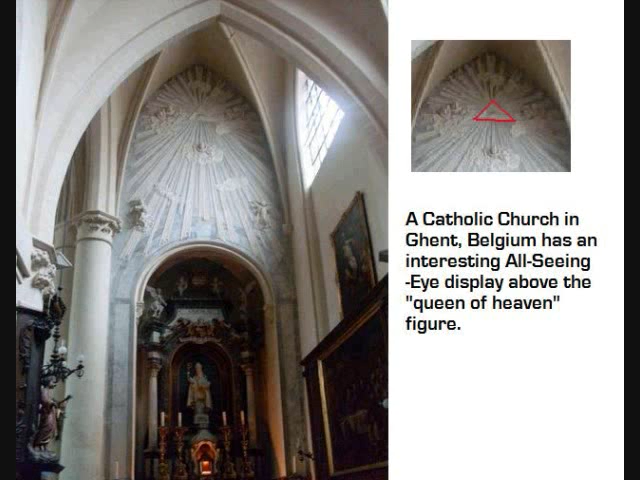 A Catholic Church in
Ghent, Belgium has an
interesting All-Seeing
-Eye display above the
"queen of heaven"
figure.